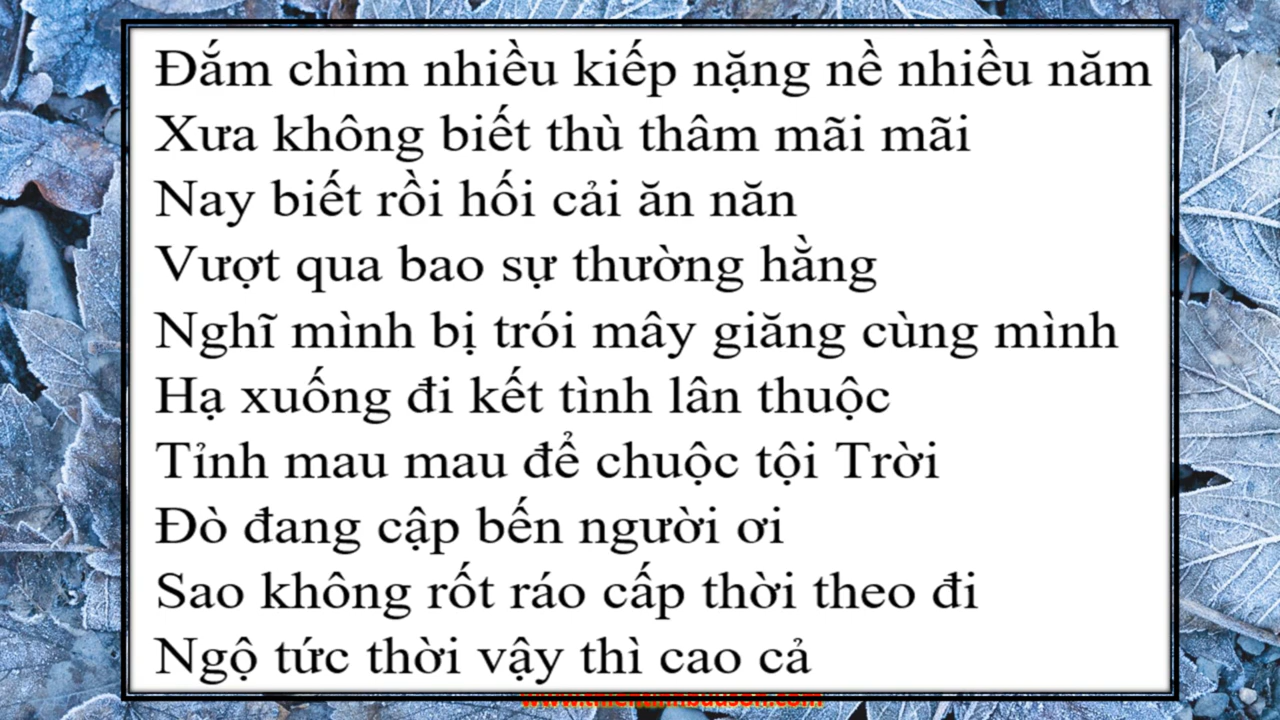 Đắm chìm nhiều kiếp nặng nề nhiều năm
Xưa không biết thù thâm mãi mãi
Nay biết rồi hối cải ăn năn
Vượt qua bao sự thường hằng
Nghĩ mình bị trói mây giăng cùng mình
Hạ xuống đi kết tình lân thuộc
Tỉnh mau mau để chuộc tội Trời
Đò đang cập bến người ơi
Sao không rốt ráo cấp thời theo đi
Ngộ tức thời vậy thì cao cả